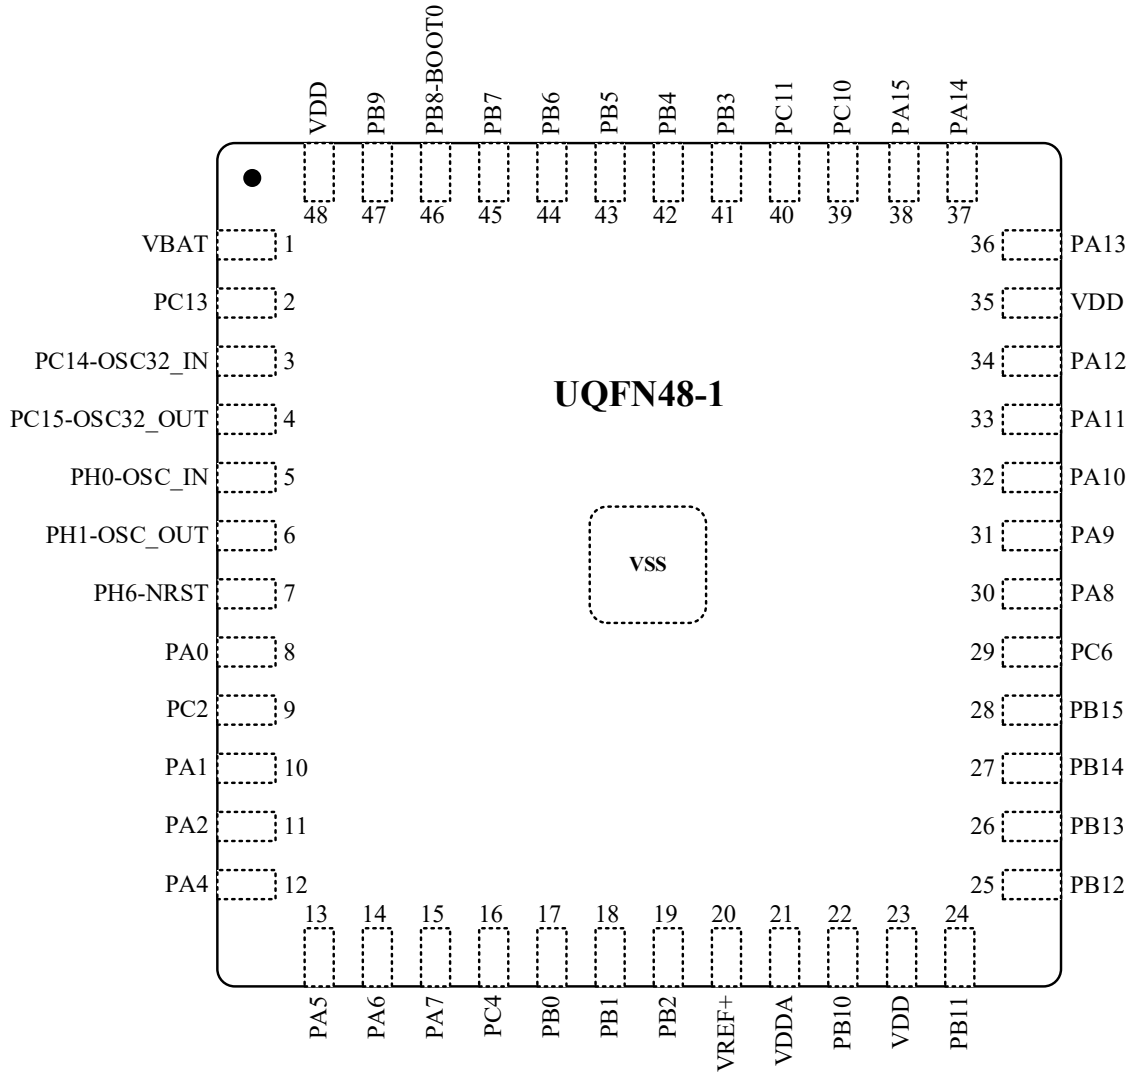 VDD
PB9
PB8-BOOT0
PB7
PB6
PB5
PB4
PB3
PC11
PC10
PA15
PA14
48 47 46 45 44 43 42 41 40 39 38 37
VBAT 1
36 PA13
PC13 2
35 VDD
PC14-OSC32_IN 3
34 PA12
UQFN48-1
PC15-OSC32_OUT 4
33 PA11
PH0-OSC_IN 5
32 PA10
PH1-OSC_OUT 6
31 PA9
VSS
PH6-NRST 7
30 PA8
PA0 8
29 PC6
PC2 9
28 PB15
PA1 10
27 PB14
PA2 11
26 PB13
PA4 12
25 PB12
13 14 15 16 17 18 19 20 21 22 23 24
PA5
PA6
PA7
PC4
PB0
PB1
PB2
VREF+
VDDA
PB10
VDD
PB11